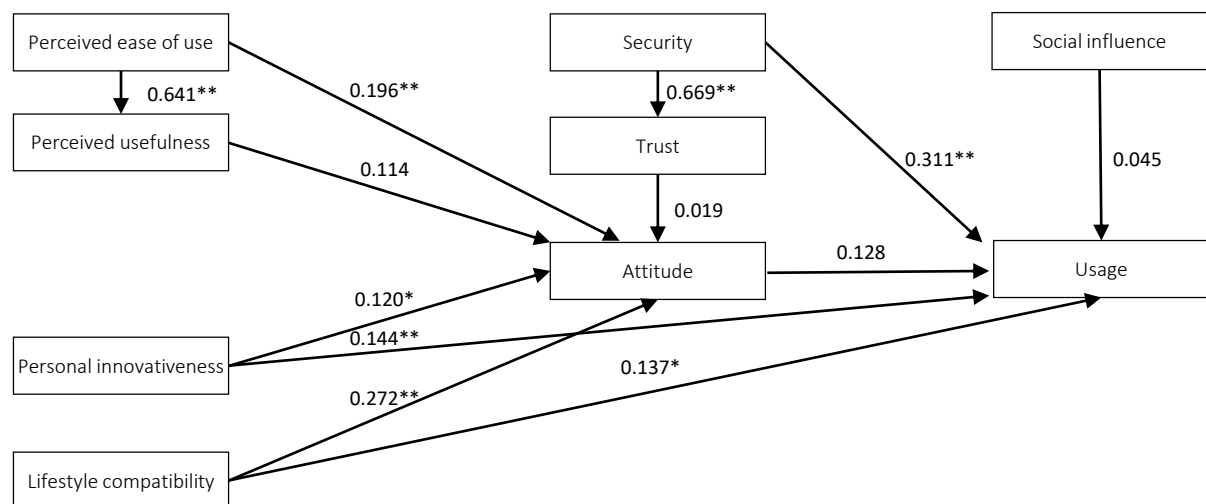 Perceived ease of use
Security
Social influence
0.641**
0.196**
0.669**
Perceived usefulness
Trust
0.114
0.311**
0.045
0.019
Attitude
0.128
Usage
0.120*
0.144**
Personal innovativeness
0.137*
0.272**
Lifestyle compatibility